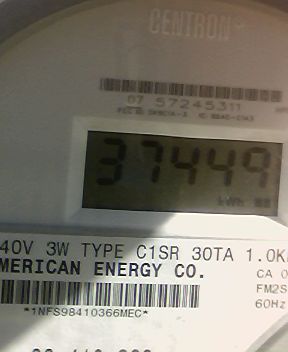 CENTRON®
07 57245311
37449
kWh
40V 3W TYPE C1SR 30TA 1.0K
MERICAN ENERGY CO.
CA 0
FM2S
60Hz
*1NFS98410366MEC*